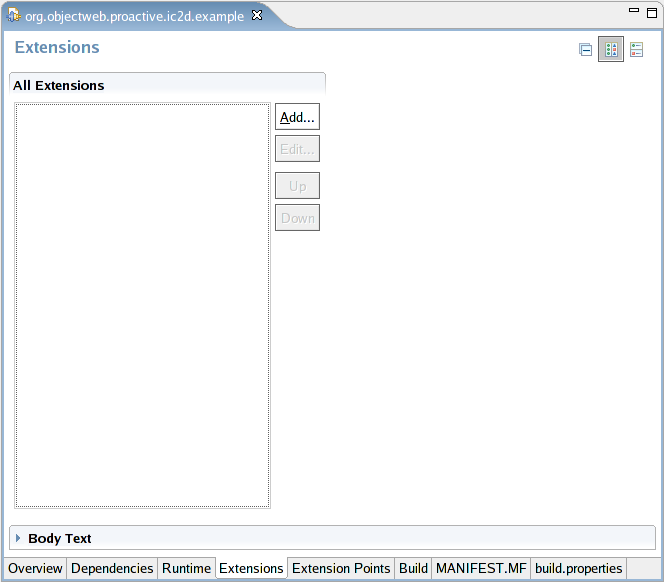 org.objectweb.proactive.ic2d.example
Extensions
All Extensions
Add...
Edit...
Up
Down
Body Text
Overview Dependencies Runtime Extensions Extension Points Build MANIFEST.MF build.properties